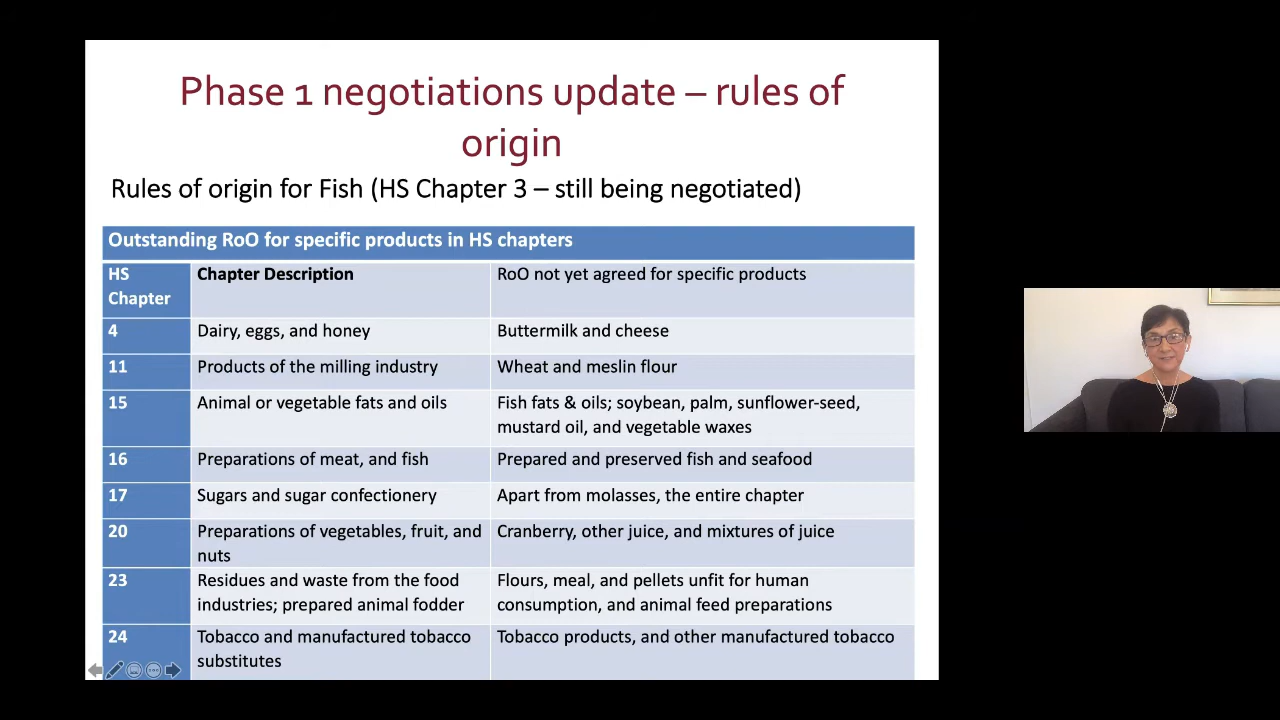 Phase 1 negotiations update – rules of
origin
Rules of origin for Fish (HS Chapter 3 – still being negotiated)
Outstanding RoO for specific products in HS chapters
HS
Chapter
Chapter Description
RoO not yet agreed for specific products
4
Dairy, eggs, and honey
Buttermilk and cheese
11
Products of the milling industry
Wheat and meslin flour
15
Animal or vegetable fats and oils
Fish fats & oils; soybean, palm, sunflower-seed,
mustard oil, and vegetable waxes
16
Preparations of meat, and fish
Prepared and preserved fish and seafood
17
Sugars and sugar confectionery
Apart from molasses, the entire chapter
20
Preparations of vegetables, fruit, and
nuts
Cranberry, other juice, and mixtures of juice
23
Residues and waste from the food
industries; prepared animal fodder
Flours, meal, and pellets unfit for human
consumption, and animal feed preparations
24
Tobacco and manufactured tobacco
substitutes
Tobacco products, and other manufactured tobacco